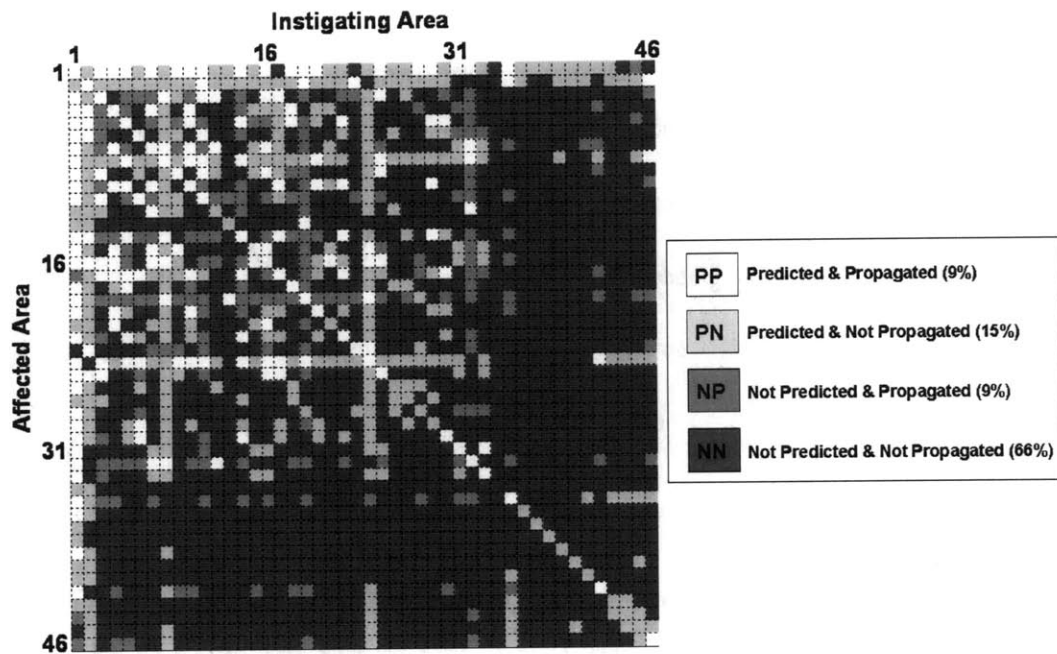 Instigating Area
1 16 31 46
1
16
31
46
Affected Area
PP Predicted & Propagated (9%)
PN Predicted & Not Propagated (15%)
NP Not Predicted & Propagated (9%)
NN Not Predicted & Not Propagated (66%)